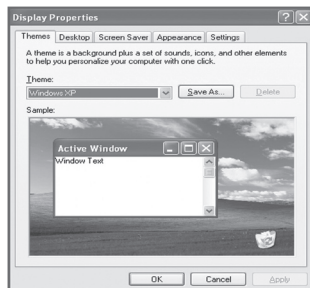 Display Properties
Themes Desktop Screen Saver Appearance Settings
A theme is a background plus a set of sounds, icons, and other elements
to help you personalize your computer with one click.
Theme:
Windows XP Save As... Delete
Sample:
Active Window
Window Text
OK Cancel Apply